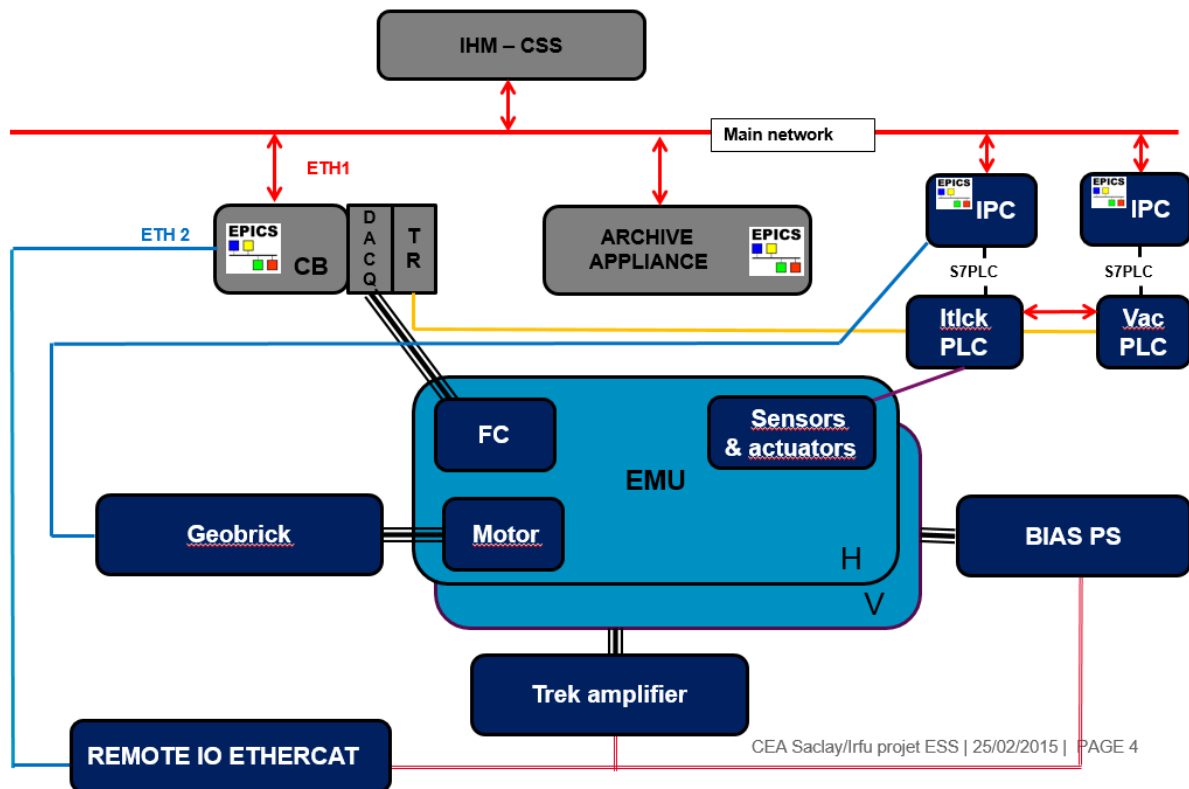 IHM – CSS
Main network
ETH1
ETH 2
EPICS
CB
DACQ
TR
ARCHIVE
APPLIANCE
EPICS
EPICS
IPC
EPICS
IPC
S7PLC
S7PLC
Itlck
PLC
Vac
PLC
FC
Sensors
& actuators
EMU
Geobrick
Motor
BIAS PS
H
V
Trek amplifier
REMOTE IO ETHERCAT
CEA Saclay/Irfu projet ESS | 25/02/2015 | PAGE 4